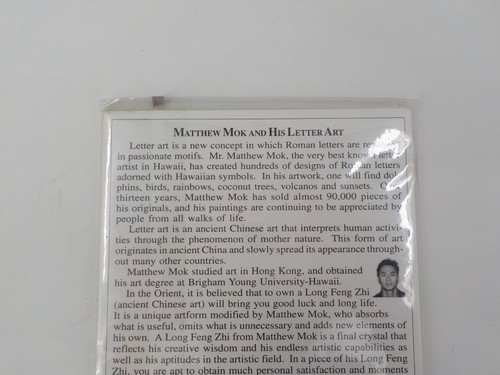 MATTHEW MOK AND HIS LETTER ART
Letter art is a new concept in which Roman letters are
in passionate motifs. Mr. Matthew Mok, the very best known letter
artist in Hawaii, has created hundreds of designs of Roman letters
adorned with Hawaiian symbols. In his artwork, one will find dol-
phins, birds, rainbows, coconut trees, volcanos and sunsets.
thirteen years, Matthew Mok has sold almost 90,000 pieces of
his originals, and his paintings are continuing to be appreciated by
people from all walks of life.
Letter art is an ancient Chinese art that interprets human activi-
ties through the phenomenon of mother nature. This form of art
originates in ancient China and slowly spread its appearance through-
out many other countries.
Matthew Mok studied art in Hong Kong, and obtained
his art degree at Brigham Young University-Hawaii.
In the Orient, it is believed that to own a Long Feng Zhi
(ancient Chinese art) will bring you good luck and long life.
It is a unique artform modified by Matthew Mok, who absorbs
what is useful, omits what is unnecessary and adds new elements of
his own. A Long Feng Zhi from Matthew Mok is a final crystal that
reflects his creative wisdom and his endless artistic capabilities as
well as his aptitudes in the artistic field. In a piece of his Long Feng
Zhi, you are apt to obtain much personal satisfaction and moments